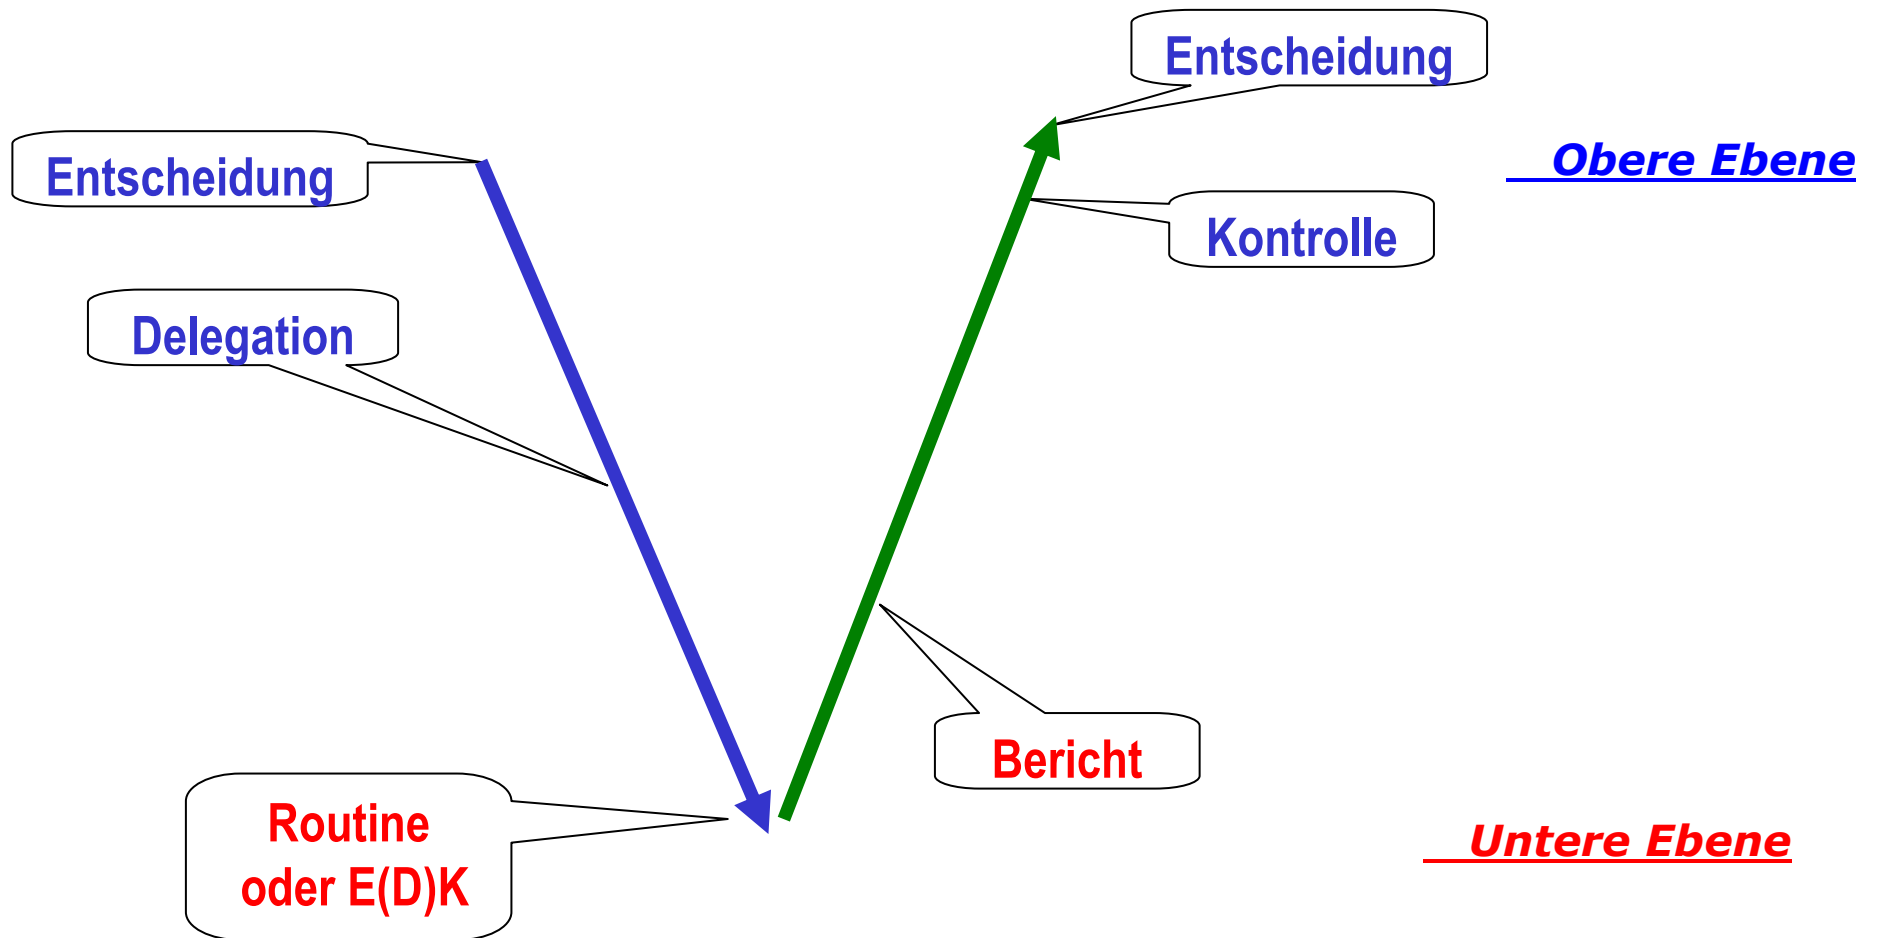 Entscheidung
Obere Ebene
Entscheidung
Kontrolle
Delegation
Bericht
Routine
oder E(D)K
Untere Ebene